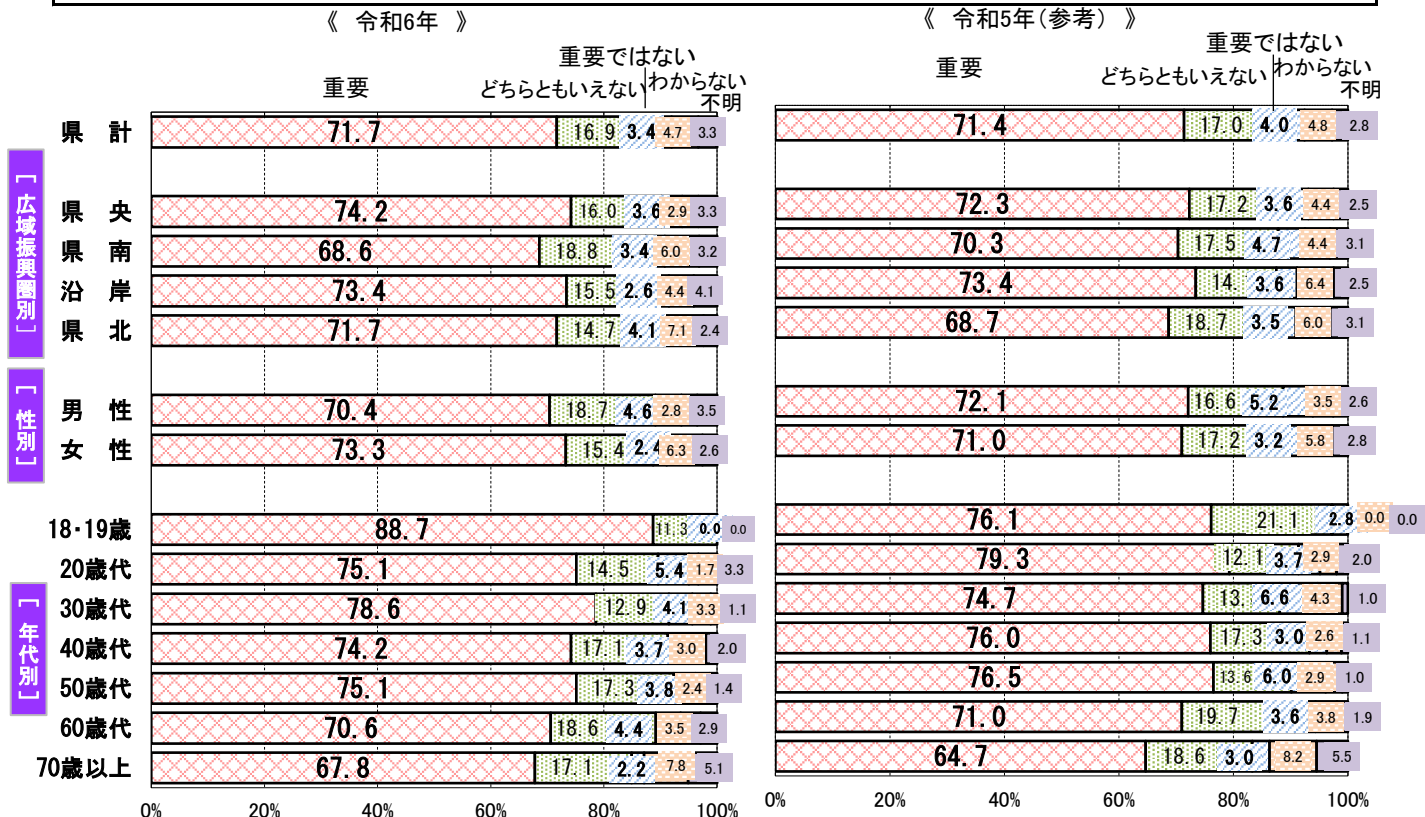 《 令和6年 》
重要 どちらともいえない 重要ではない わからない 不明
県 計 71.7 16.9 3.4 4.7 3.3
[ 広域振興圏別 ]
県 央 74.2 16.0 3.6 2.9 3.3
県 南 68.6 18.8 3.4 6.0 3.2
沿 岸 73.4 15.5 2.6 4.4 4.1
県 北 71.7 14.7 4.1 7.1 2.4
[ 性別 ]
男 性 70.4 18.7 4.6 2.8 3.5
女 性 73.3 15.4 2.4 6.3 2.6
[ 年代別 ]
18・19歳 88.7 11.3 0.0 0.0
20歳代 75.1 14.5 5.4 1.7 3.3
30歳代 78.6 12.9 4.1 3.3 1.1
40歳代 74.2 17.1 3.7 3.0 2.0
50歳代 75.1 17.3 3.8 2.4 1.4
60歳代 70.6 18.6 4.4 3.5 2.9
70歳以上 67.8 17.1 2.2 7.8 5.1
0% 20% 40% 60% 80% 100%
《 令和5年(参考) 》
重要 どちらともいえない 重要ではない わからない 不明
71.4 17.0 4.0 4.8 2.8
72.3 17.2 3.6 4.4 2.5
70.3 17.5 4.7 4.4 3.1
73.4 14. 3.6 6.4 2.5
68.7 18.7 3.5 6.0 3.1
72.1 16.6 5.2 3.5 2.6
71.0 17.2 3.2 5.8 2.8
76.1 21.1 2.8 0.0 0.0
79.3 12.1 3.7 2.9 2.0
74.7 13. 6.6 4.3 1.0
76.0 17.3 3.0 2.6 1.1
76.5 13.6 6.0 2.9 1.0
71.0 19.7 3.6 3.8 1.9
64.7 18.6 3.0 8.2 5.5
0% 20% 40% 60% 80% 100%